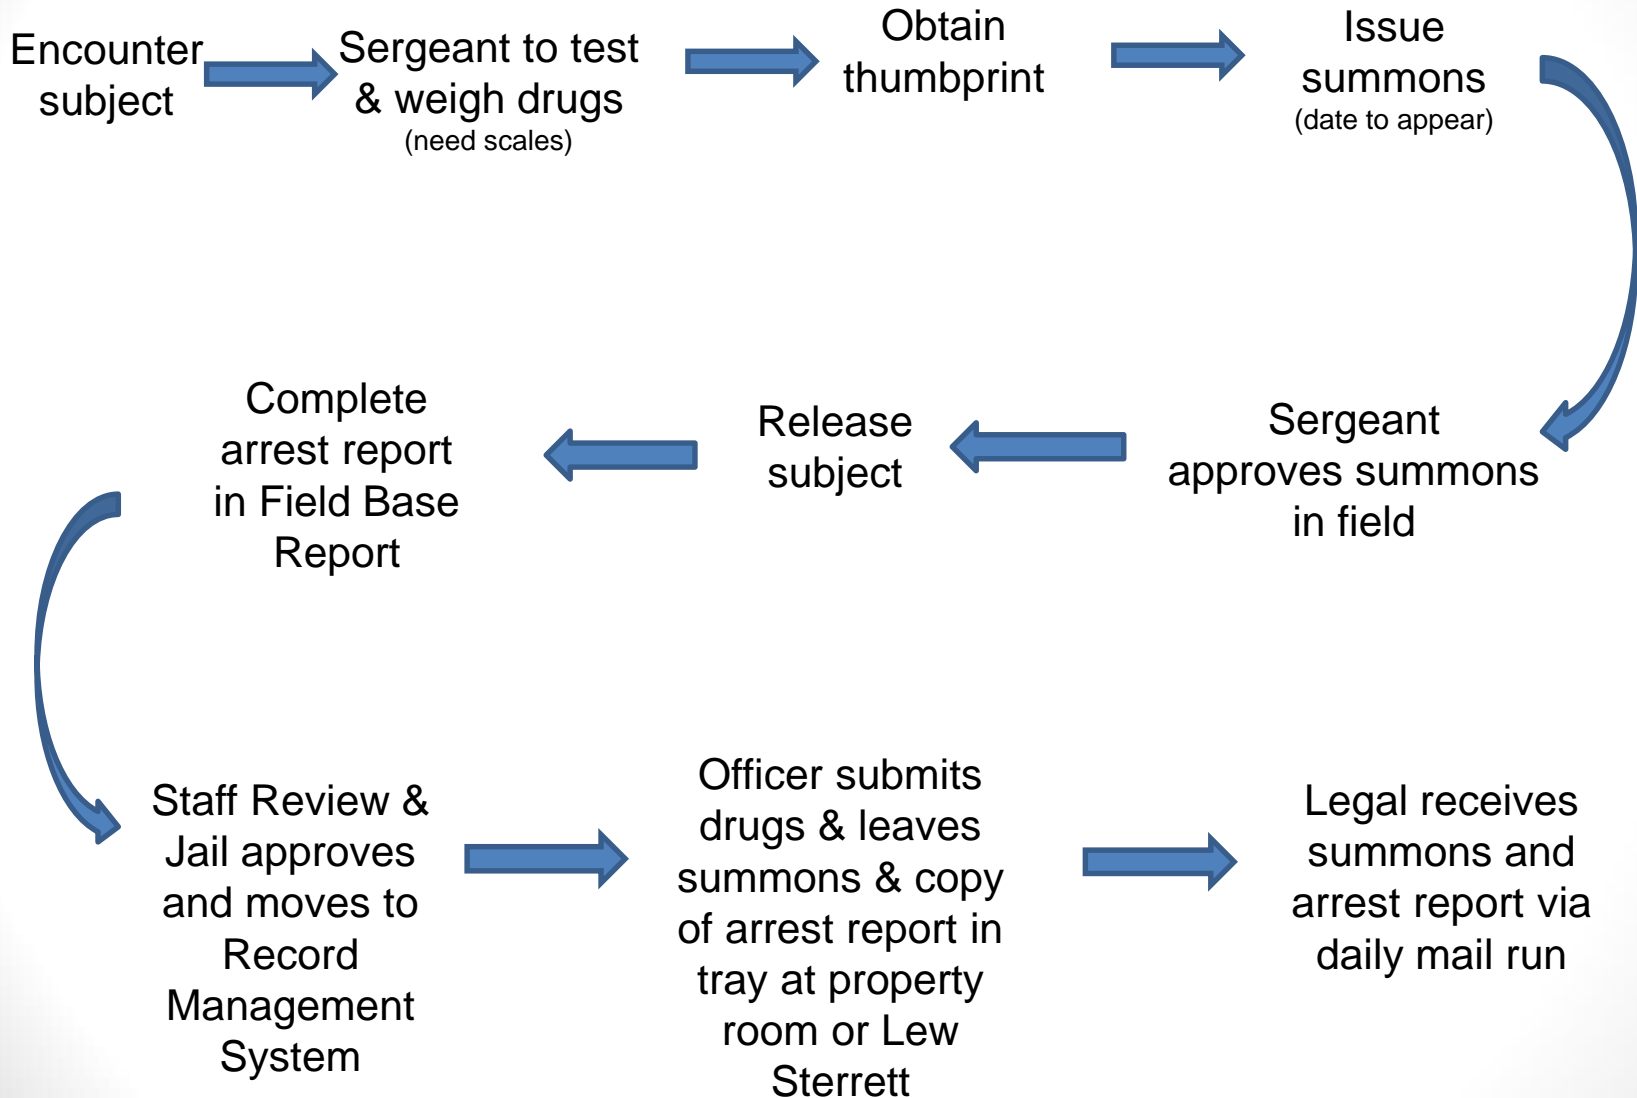 Encounter
subject
Sergeant to test
& weigh drugs
(need scales)
Obtain
thumbprint
Issue
summons
(date to appear)
Sergeant
approves summons
in field
Release
subject
Complete
arrest report
in Field Base
Report
Staff Review &
Jail approves
and moves to
Record
Management
System
Officer submits
drugs & leaves
summons & copy
of arrest report in
tray at property
room or Lew
Sterrett
Legal receives
summons and
arrest report via
daily mail run